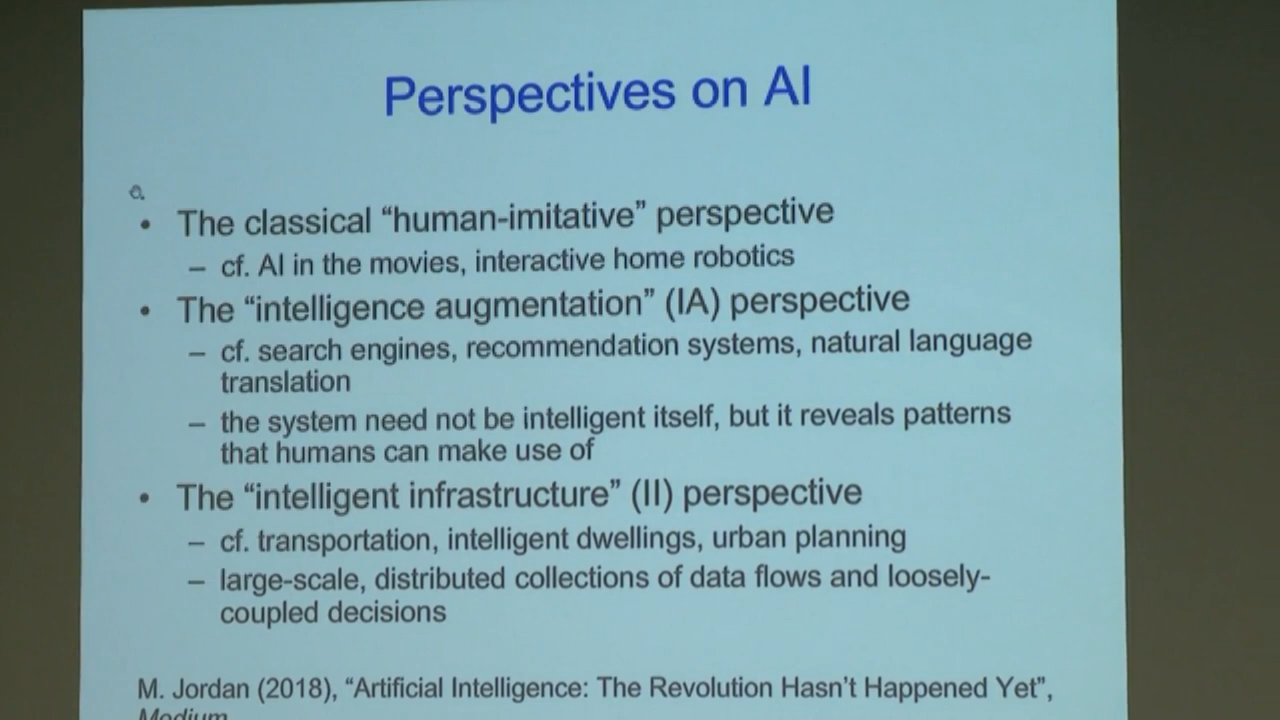 Perspectives on AI
• The classical “human-imitative” perspective
– cf. AI in the movies, interactive home robotics
• The “intelligence augmentation” (IA) perspective
– cf. search engines, recommendation systems, natural language
translation
– the system need not be intelligent itself, but it reveals patterns
that humans can make use of
• The “intelligent infrastructure” (II) perspective
– cf. transportation, intelligent dwellings, urban planning
– large-scale, distributed collections of data flows and loosely-
coupled decisions
M. Jordan (2018), “Artificial Intelligence: The Revolution Hasn’t Happened Yet”,
Medium